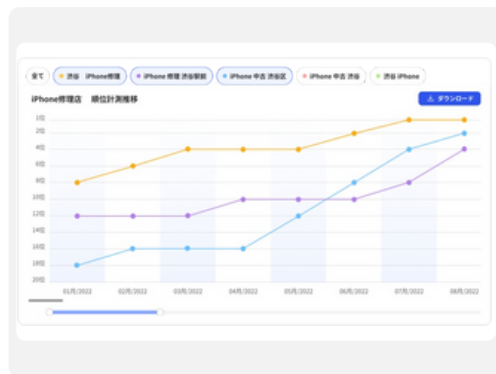 全て 渋谷 iPhone修理 iPhone 修理 渋谷駅前 iPhone 中古 渋谷区 iPhone 中古 渋谷 渋谷 iPhone
iPhone修理店 順位計測推移 ダウンロード
1位
2位
4位
6位
8位
10位
12位
14位
16位
18位
20位
01月/2022 02月/2022 03月/2022 04月/2022 05月/2022 06月/2022 07月/2022 08月/2022